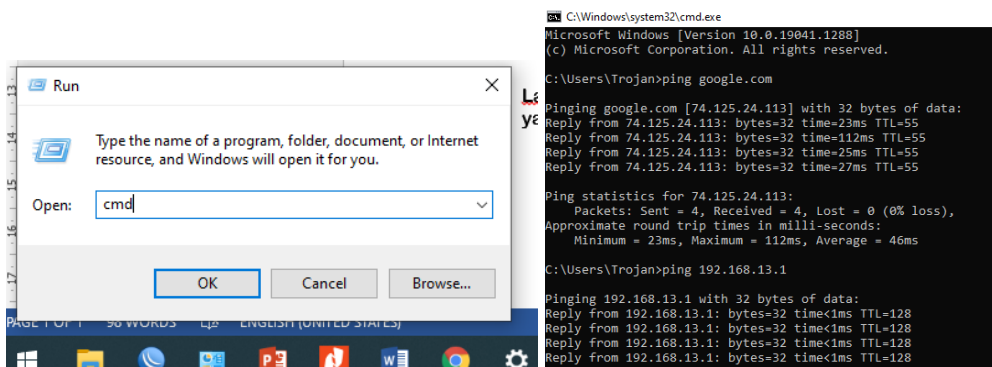 Run
Type the name of a program, folder, document, or Internet
resource, and Windows will open it for you.
Open:
cmd
OK
Cancel
Browse...
PAGE 1 OF 1
98 WORDS
ENGLISH (UNITED STATES)
13
14
15
16
17
La
ya
C:\Windows\system32\cmd.exe
Microsoft Windows [Version 10.0.19041.1288]
(c) Microsoft Corporation. All rights reserved.
C:\Users\Trojan>ping google.com
Pinging google.com [74.125.24.113] with 32 bytes of data:
Reply from 74.125.24.113: bytes=32 time=23ms TTL=55
Reply from 74.125.24.113: bytes=32 time=112ms TTL=55
Reply from 74.125.24.113: bytes=32 time=25ms TTL=55
Reply from 74.125.24.113: bytes=32 time=27ms TTL=55
Ping statistics for 74.125.24.113:
Packets: Sent = 4, Received = 4, Lost = 0 (0% loss),
Approximate round trip times in milli-seconds:
Minimum = 23ms, Maximum = 112ms, Average = 46ms
C:\Users\Trojan>ping 192.168.13.1
Pinging 192.168.13.1 with 32 bytes of data:
Reply from 192.168.13.1: bytes=32 time<1ms TTL=128
Reply from 192.168.13.1: bytes=32 time<1ms TTL=128
Reply from 192.168.13.1: bytes=32 time<1ms TTL=128
Reply from 192.168.13.1: bytes=32 time<1ms TTL=128